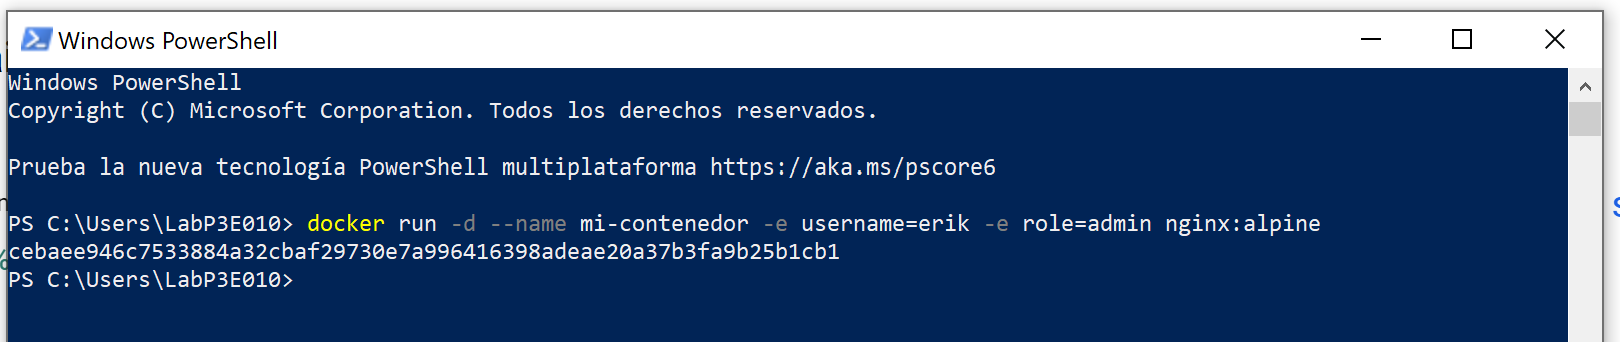 Windows PowerShell
Windows PowerShell
Copyright (C) Microsoft Corporation. Todos los derechos reservados.
Prueba la nueva tecnología PowerShell multiplataforma https://aka.ms/pscore6
PS C:\Users\LabP3E010> docker run -d --name mi-contenedor -e username=erik -e role=admin nginx:alpine
cebaee946c7533884a32cbaf29730e7a996416398adeae20a37b3fa9b25b1cb1
PS C:\Users\LabP3E010>